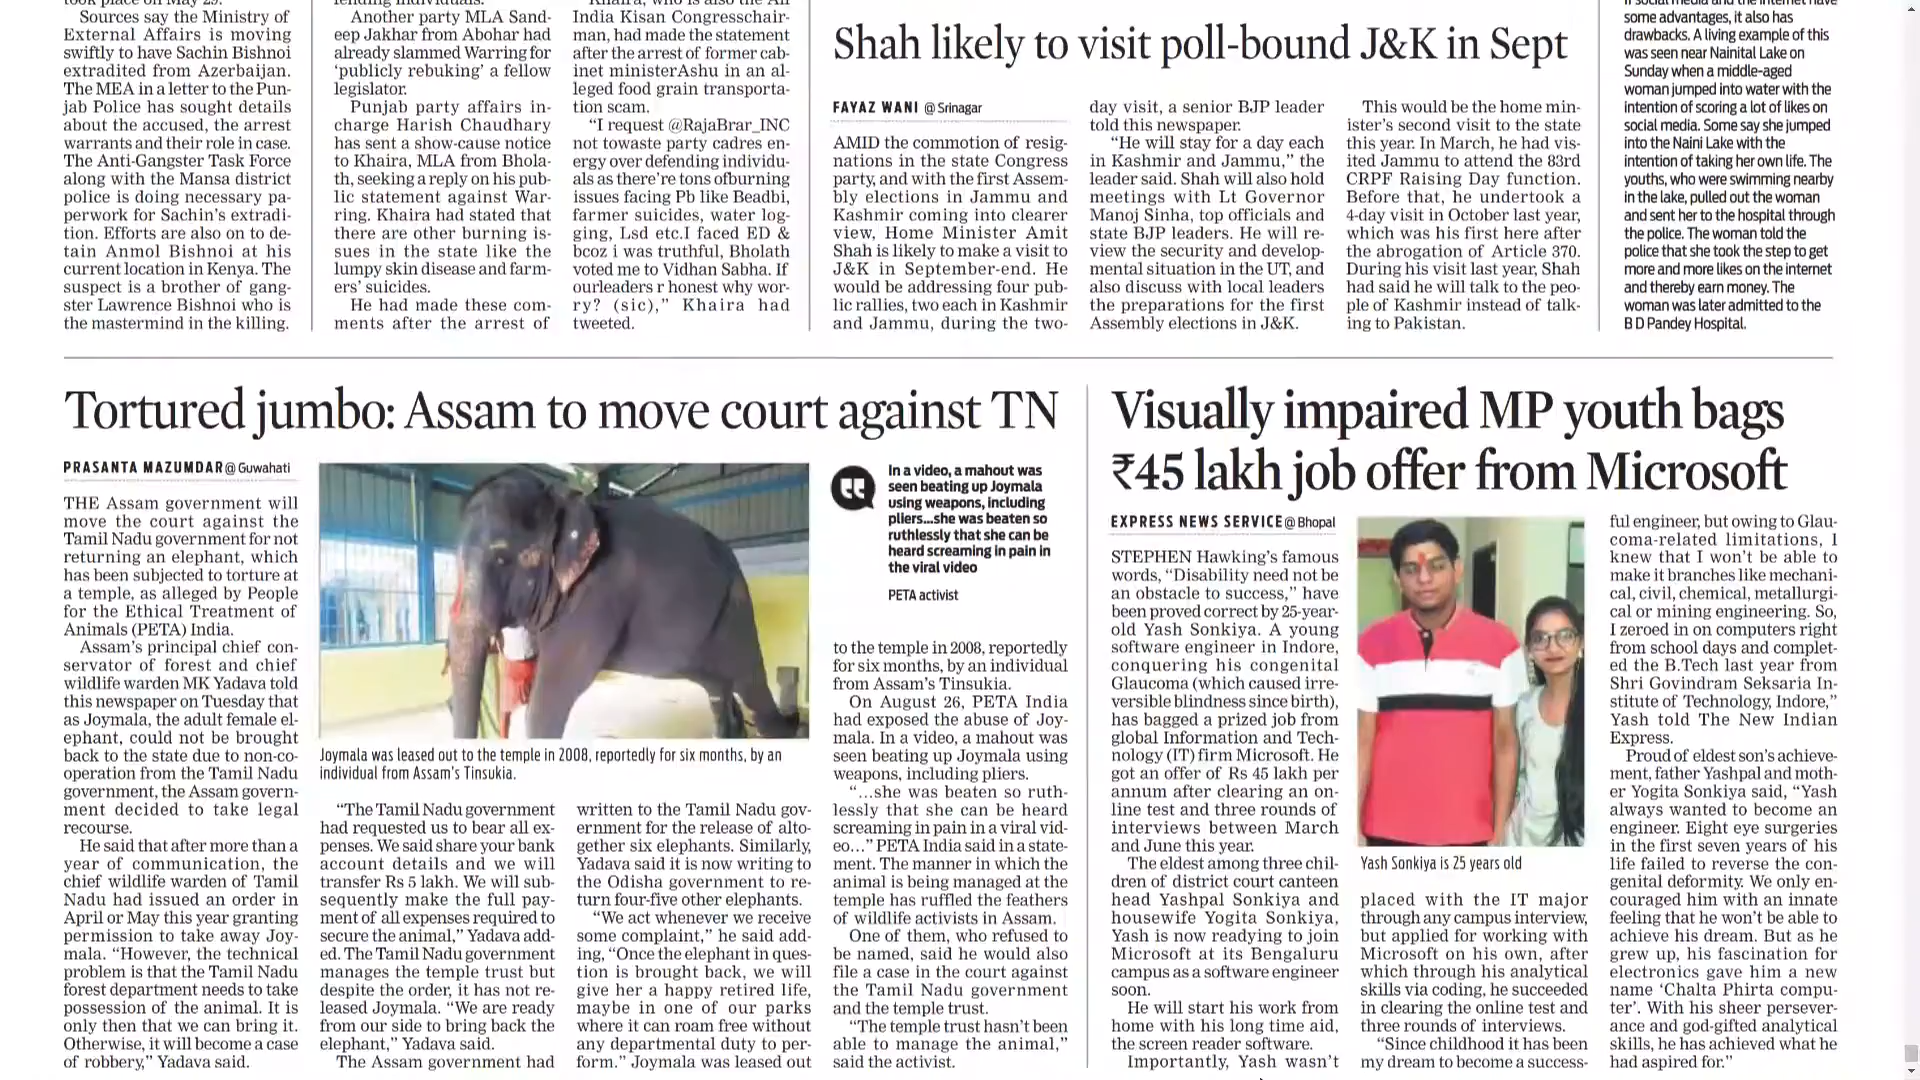 Sources say the Ministry of
External Affairs is moving
swiftly to have Sachin Bishnoi
extradited from Azerbaijan.
The MEA in a letter to the Pun-
jab Police has sought details
about the accused, the arrest
warrants and their role in case.
The Anti-Gangster Task Force
along with the Mansa district
police is doing necessary pa-
perwork for Sachin's extradi-
tion. Efforts are also on to de-
tain Anmol Bishnoi at his
current location in Kenya. The
suspect is a brother of gang-
ster Lawrence Bishnoi who is
the mastermind in the killing.
Another party MLA Sand-
eep Jakhar from Abohar had
already slammed Warring for
'publicly rebuking' a fellow
legislator.
Punjab party affairs in-
charge Harish Chaudhary
has sent a show-cause notice
to Khaira, MLA from Bhola-
th, seeking a reply on his pub-
lic statement against War-
ring. Khaira had stated that
there are other burning is-
sues in the state like the
lumpy skin disease and farm-
ers' suicides.
He had made these com-
ments after the arrest of
India Kisan Congresschair-
man, had made the statement
after the arrest of former cab-
inet ministerAshu in an al-
leged food grain transporta-
tion scam.
"I request @RajaBrar_INC
not towaste party cadres en-
ergy over defending individu-
als as there're tons ofburning
issues facing Pb like Beadbi,
farmer suicides, water log-
ging, Lsd etc.I faced ED &
bcoz i was truthful, Bholath
voted me to Vidhan Sabha. If
ourleaders r honest why wor-
ry? (sic)," Khaira had
tweeted.
Shah likely to visit poll-bound J&K in Sept
FAYAZ WANI @ Srinagar
AMID the commotion of resig-
nations in the state Congress
party, and with the first Assem-
bly elections in Jammu and
Kashmir coming into clearer
view, Home Minister Amit
Shah is likely to make a visit to
J&K in September-end. He
would be addressing four pub-
lic rallies, two each in Kashmir
and Jammu, during the two-
day visit, a senior BJP leader
told this newspaper.
"He will stay for a day each
in Kashmir and Jammu," the
leader said. Shah will also hold
meetings with Lt Governor
Manoj Sinha, top officials and
state BJP leaders. He will re-
view the security and develop-
mental situation in the UT, and
also discuss with local leaders
the preparations for the first
Assembly elections in J&K.
This would be the home min-
ister's second visit to the state
this year. In March, he had vis-
ited Jammu to attend the 83rd
CRPF Raising Day function.
Before that, he undertook a
4-day visit in October last year,
which was his first here after
the abrogation of Article 370.
During his visit last year, Shah
had said he will talk to the peo-
ple of Kashmir instead of talk-
ing to Pakistan.
some advantages, it also has
drawbacks. A living example of this
was seen near Nainital Lake on
Sunday when a middle-aged
woman jumped into water with the
intention of scoring a lot of likes on
social media. Some say she jumped
into the Naini Lake with the
intention of taking her own life. The
youths, who were swimming nearby
in the lake, pulled out the woman
and sent her to the hospital through
the police. The woman told the
police that she took the step to get
more and more likes on the internet
and thereby earn money. The
woman was later admitted to the
B D Pandey Hospital.
Tortured jumbo: Assam to move court against TN
PRASANTA MAZUMDAR @ Guwahati
THE Assam government will
move the court against the
Tamil Nadu government for not
returning an elephant, which
has been subjected to torture at
a temple, as alleged by People
for the Ethical Treatment of
Animals (PETA) India.
Assam's principal chief con-
servator of forest and chief
wildlife warden MK Yadava told
this newspaper on Tuesday that
as Joymala, the adult female el-
ephant, could not be brought
back to the state due to non-co-
operation from the Tamil Nadu
government, the Assam govern-
ment decided to take legal
recourse.
He said that after more than a
year of communication, the
chief wildlife warden of Tamil
Nadu had issued an order in
April or May this year granting
permission to take away Joy-
mala. "However, the technical
problem is that the Tamil Nadu
forest department needs to take
possession of the animal. It is
only then that we can bring it.
Otherwise, it will become a case
of robbery," Yadava said.
Joymala was leased out to the temple in 2008, reportedly for six months, by an
individual from Assam's Tinsukia.
"The Tamil Nadu government
had requested us to bear all ex-
penses. We said share your bank
account details and we will
transfer Rs 5 lakh. We will sub-
sequently make the full pay-
ment of all expenses required to
secure the animal," Yadava add-
ed. The Tamil Nadu government
manages the temple trust but
despite the order, it has not re-
leased Joymala. "We are ready
from our side to bring back the
elephant," Yadava said.
The Assam government had
written to the Tamil Nadu gov-
ernment for the release of alto-
gether six elephants. Similarly,
Yadava said it is now writing to
the Odisha government to re-
turn four-five other elephants.
"We act whenever we receive
some complaint," he said add-
ing, "Once the elephant in ques-
tion is brought back, we will
give her a happy retired life,
maybe in one of our parks
where it can roam free without
any departmental duty to per-
form." Joymala was leased out
In a video, a mahout was
seen beating up Joymala
using weapons, including
pliers...she was beaten so
ruthlessly that she can be
heard screaming in pain in
the viral video
PETA activist
to the temple in 2008, reportedly
for six months, by an individual
from Assam's Tinsukia.
On August 26, PETA India
had exposed the abuse of Joy-
mala. In a video, a mahout was
seen beating up Joymala using
weapons, including pliers.
"...she was beaten so ruth-
lessly that she can be heard
screaming in pain in a viral vid-
eo..." PETA India said in a state-
ment. The manner in which the
animal is being managed at the
temple has ruffled the feathers
of wildlife activists in Assam.
One of them, who refused to
be named, said he would also
file a case in the court against
the Tamil Nadu government
and the temple trust.
"The temple trust hasn't been
able to manage the animal,"
said the activist.
Visually impaired MP youth bags
₹45 lakh job offer from Microsoft
EXPRESS NEWS SERVICE @ Bhopal
STEPHEN Hawking's famous
words, "Disability need not be
an obstacle to success," have
been proved correct by 25-year-
old Yash Sonkiya. A young
software engineer in Indore,
conquering his congenital
Glaucoma (which caused irre-
versible blindness since birth),
has bagged a prized job from
global Information and Tech-
nology (IT) firm Microsoft. He
got an offer of Rs 45 lakh per
annum after clearing an on-
line test and three rounds of
interviews between March
and June this year.
The eldest among three chil-
dren of district court canteen
head Yashpal Sonkiya and
housewife Yogita Sonkiya,
Yash is now readying to join
Microsoft at its Bengaluru
campus as a software engineer
soon.
He will start his work from
home with his long time aid,
the screen reader software.
Importantly, Yash wasn't
Yash Sonkiya is 25 years old
placed with the IT major
through any campus interview,
but applied for working with
Microsoft on his own, after
which through his analytical
skills via coding, he succeeded
in clearing the online test and
three rounds of interviews.
"Since childhood it has been
my dream to become a success-
ful engineer, but owing to Glau-
coma-related limitations, I
knew that I won't be able to
make it branches like mechani-
cal, civil, chemical, metallurgi-
cal or mining engineering. So,
I zeroed in on computers right
from school days and complet-
ed the B.Tech last year from
Shri Govindram Seksaria In-
stitute of Technology, Indore,"
Yash told The New Indian
Express.
Proud of eldest son's achieve-
ment, father Yashpal and moth-
er Yogita Sonkiya said, "Yash
always wanted to become an
engineer. Eight eye surgeries
in the first seven years of his
life failed to reverse the con-
genital deformity. We only en-
couraged him with an innate
feeling that he won't be able to
achieve his dream. But as he
grew up, his fascination for
electronics gave him a new
name 'Chalta Phirta compu-
ter'. With his sheer persever-
ance and god-gifted analytical
skills, he has achieved what he
had aspired for."